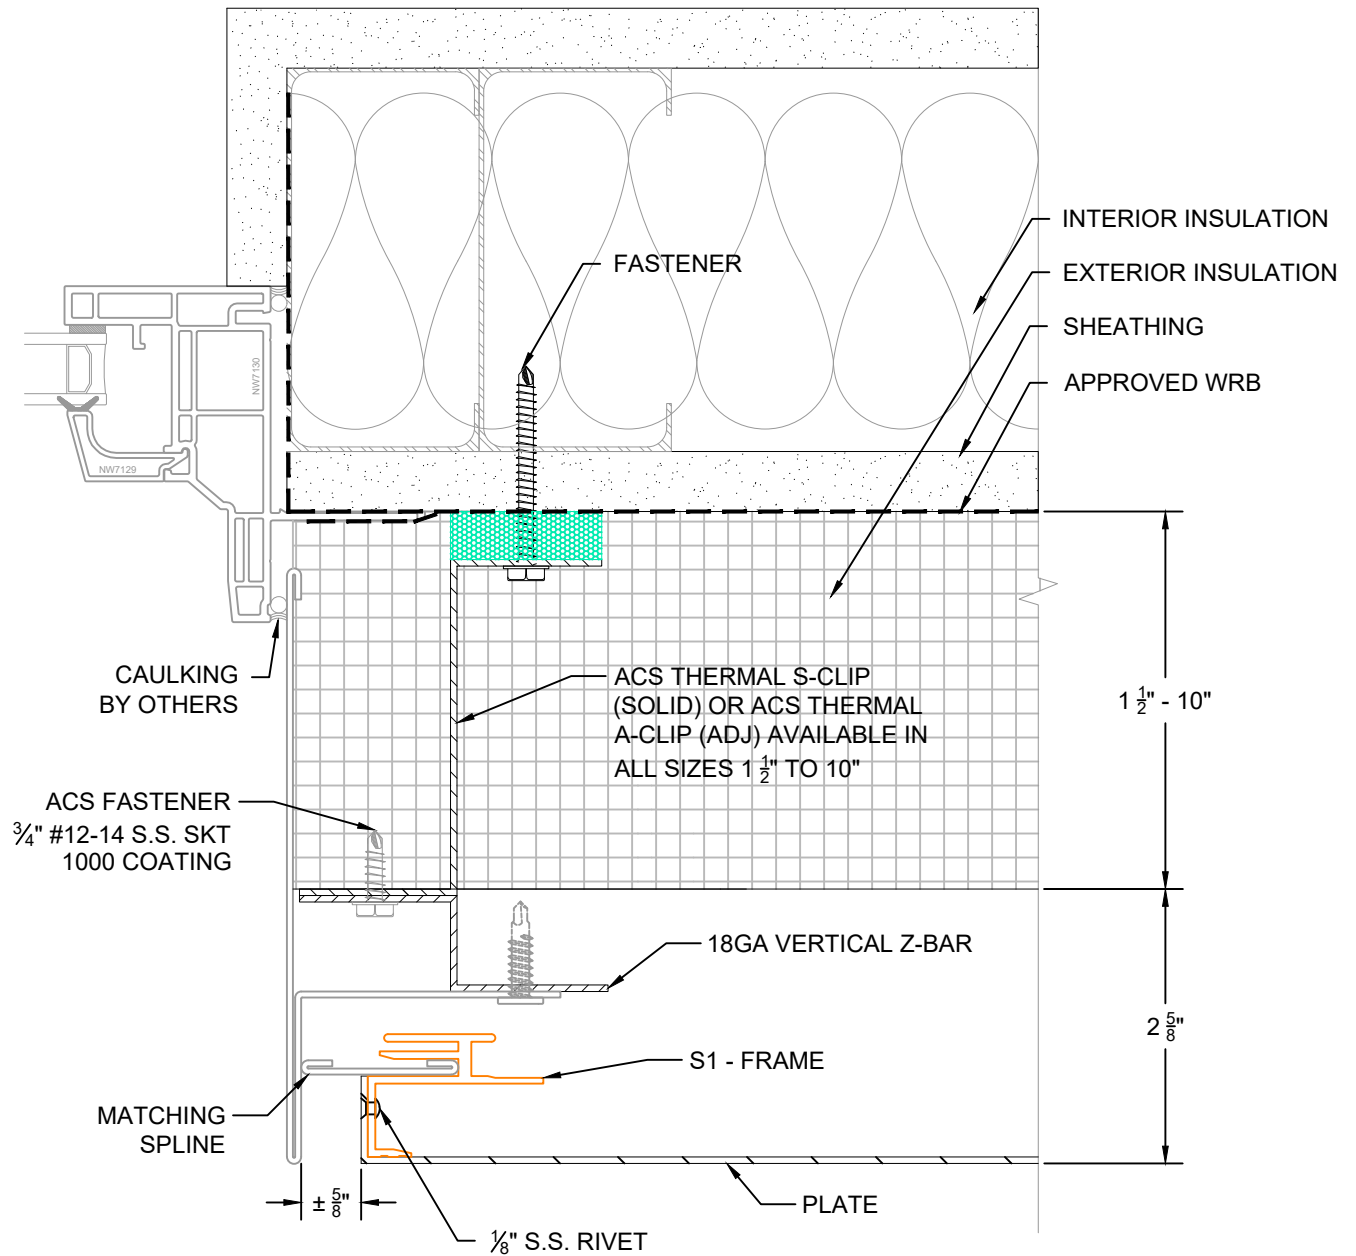 INTERIOR INSULATION
FASTENER
EXTERIOR INSULATION
SHEATHING
NW7130
APPROVED WRB
NW7129
CAULKING
BY OTHERS
ACS THERMAL S-CLIP
(SOLID) OR ACS THERMAL
A-CLIP (ADJ) AVAILABLE IN
ALL SIZES 1 1/2" TO 10"
1 1/2" - 10"
ACS FASTENER
3/4" #12-14 S.S. SKT
1000 COATING
18GA VERTICAL Z-BAR
2 5/8"
S1 - FRAME
MATCHING
SPLINE
± 5/8"
PLATE
1/8" S.S. RIVET